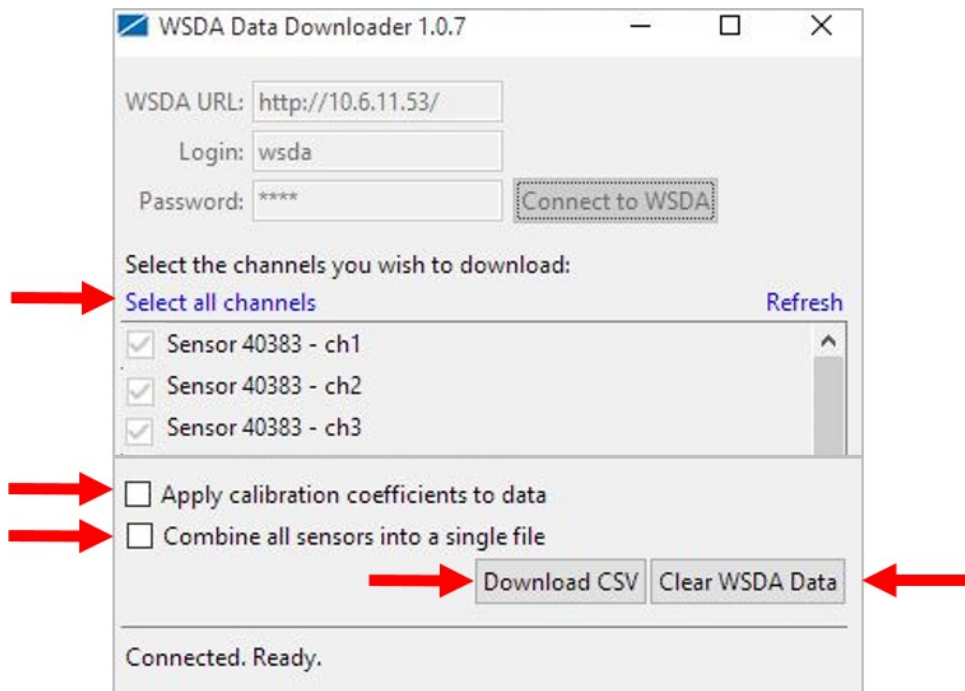 WSDA Data Downloader 1.0.7
WSDA URL: http://10.6.11.53/
Login: wsda
Password: **** Connect to WSDA
Select the channels you wish to download:
Select all channels Refresh
Sensor 40383 - ch1
Sensor 40383 - ch2
Sensor 40383 - ch3
Apply calibration coefficients to data
Combine all sensors into a single file
Download CSV Clear WSDA Data
Connected. Ready.